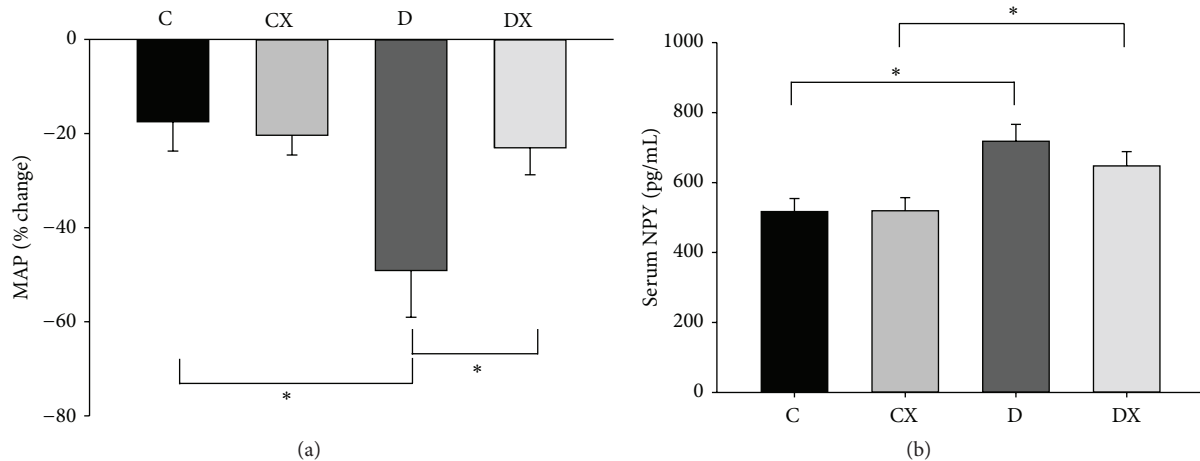 C CX D DX
0
−20
−40
−60
−80
MAP (% change)
*
*
(a)
*
*
1000
800
600
400
200
0
Serum NPY (pg/mL)
C CX D DX
(b)